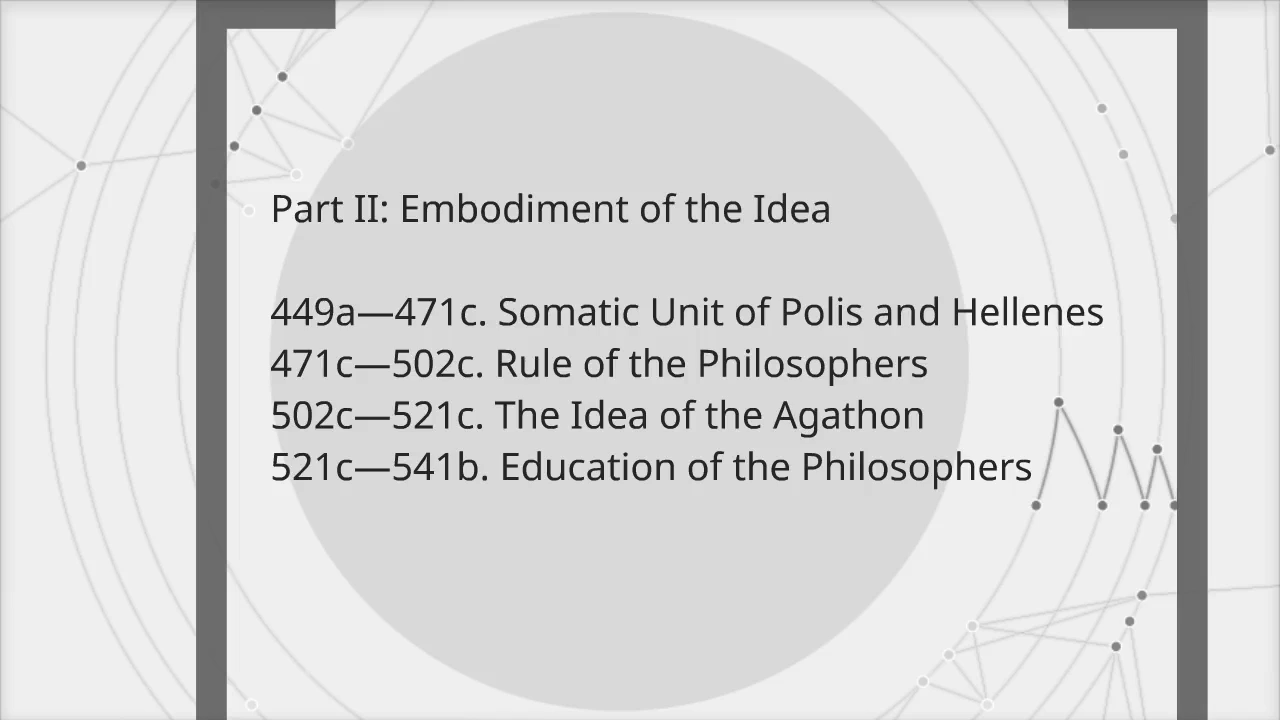 Part II: Embodiment of the Idea
449a—471c. Somatic Unit of Polis and Hellenes
471c—502c. Rule of the Philosophers
502c—521c. The Idea of the Agathon
521c—541b. Education of the Philosophers